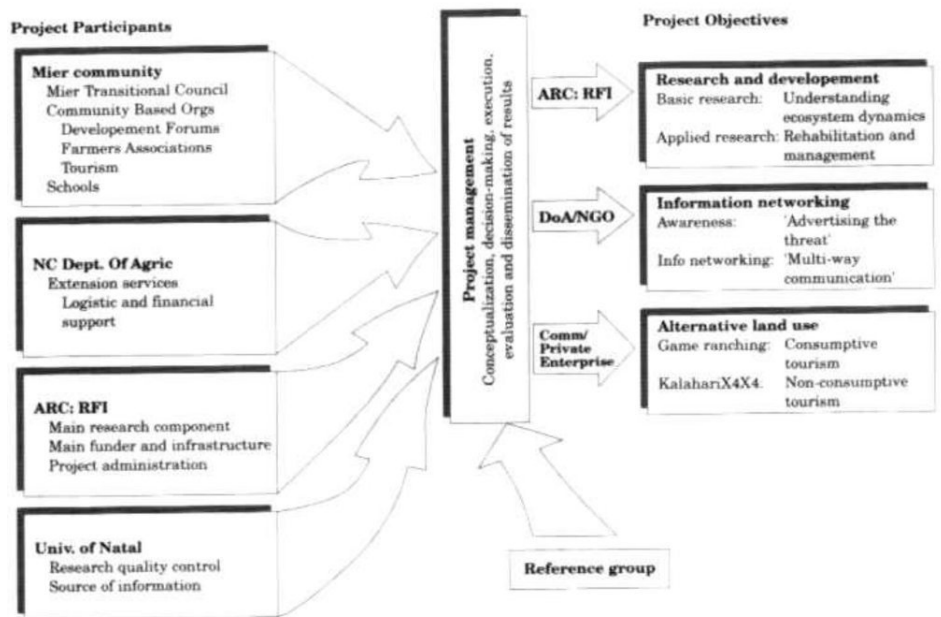 Project Participants
Mier community
Mier Transitional Council
Community Based Orgs
Developement Forums
Farmers Associations
Tourism
Schools
NC Dept. Of Agric
Extension services
Logistic and financial
support
ARC: RFI
Main research component
Main funder and infrastructure
Project administration
Univ. of Natal
Research quality control
Source of information
Project management
Conceptualization, decision-making, execution,
evaluation and dissemination of results
ARC: RFI
DoA/NGO
Comm/
Private
Enterprise
Reference group
Project Objectives
Research and developement
Basic research: Understanding
ecosystem dynamics
Applied research: Rehabilitation and
management
Information networking
Awareness: 'Advertising the
threat'
Info networking: 'Multi-way
communication'
Alternative land use
Game ranching: Consumptive
tourism
KalahariX4X4: Non-consumptive
tourism